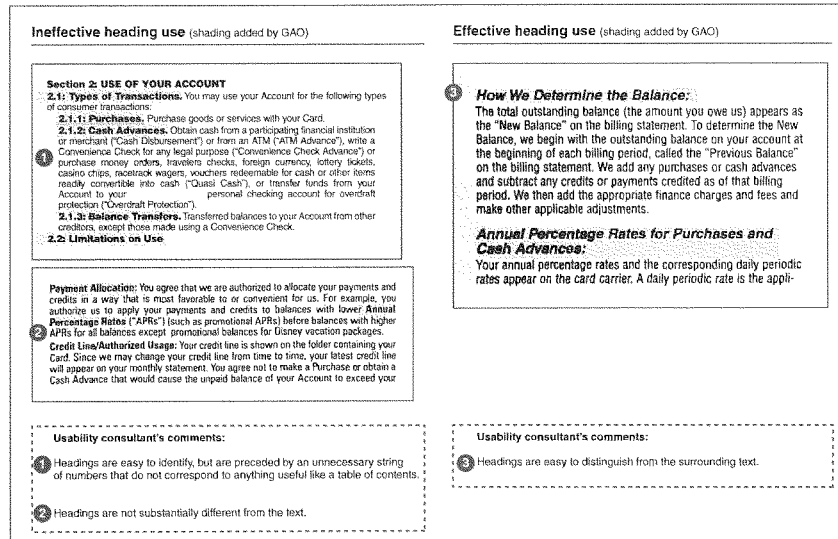 Ineffective heading use (shading added by GAO)
Section 2: USE OF YOUR ACCOUNT
2.1: Types of Transactions. You may use your Account for the following types
of consumer transactions:
2.1.1: Purchases. Purchase goods or services with your Card.
2.1.2: Cash Advances. Obtain cash from a participating financial institution
or merchant ("Cash Disbursement") or from an ATM ("ATM Advance"), write a
Convenience Check for any legal purpose ("Convenience Check Advance") or
purchase money orders, travelers checks, foreign currency, lottery tickets,
casino chips, racetrack wagers, vouchers redeemable for cash or other items
readily convertible into cash ("Quasi Cash"), or transfer funds from your
Account to your personal checking account for overdraft
protection ("Overdraft Protection").
2.1.3: Balance Transfers. Transferred balances to your Account from other
creditors, except those made using a Convenience Check.
2.2: Limitations on Use
1
Payment Allocation: You agree that we are authorized to allocate your payments and
credits in a way that is most favorable to or convenient for us. For example, you
authorize us to apply your payments and credits to balances with lower Annual
Percentage Rates ("APRs") (such as promotional APRs) before balances with higher
APRs for all balances except promotional balances for Disney vacation packages.
Credit Line/Authorized Usage: Your credit line is shown on the folder containing your
Card. Since we may change your credit line from time to time, your latest credit line
will appear on your monthly statement. You agree not to make a Purchase or obtain a
Cash Advance that would cause the unpaid balance of your Account to exceed your
2
Usability consultant's comments:
1 Headings are easy to identify, but are preceded by an unnecessary string
of numbers that do not correspond to anything useful like a table of contents.
2 Headings are not substantially different from the text.
Effective heading use (shading added by GAO)
3 How We Determine the Balance:
The total outstanding balance (the amount you owe us) appears as
the "New Balance" on the billing statement. To determine the New
Balance, we begin with the outstanding balance on your account at
the beginning of each billing period, called the "Previous Balance"
on the billing statement. We add any purchases or cash advances
and subtract any credits or payments credited as of that billing
period. We then add the appropriate finance charges and fees and
make other applicable adjustments.
Annual Percentage Rates for Purchases and
Cash Advances:
Your annual percentage rates and the corresponding daily periodic
rates appear on the card carrier. A daily periodic rate is the appli-
Usability consultant's comments:
3 Headings are easy to distinguish from the surrounding text.